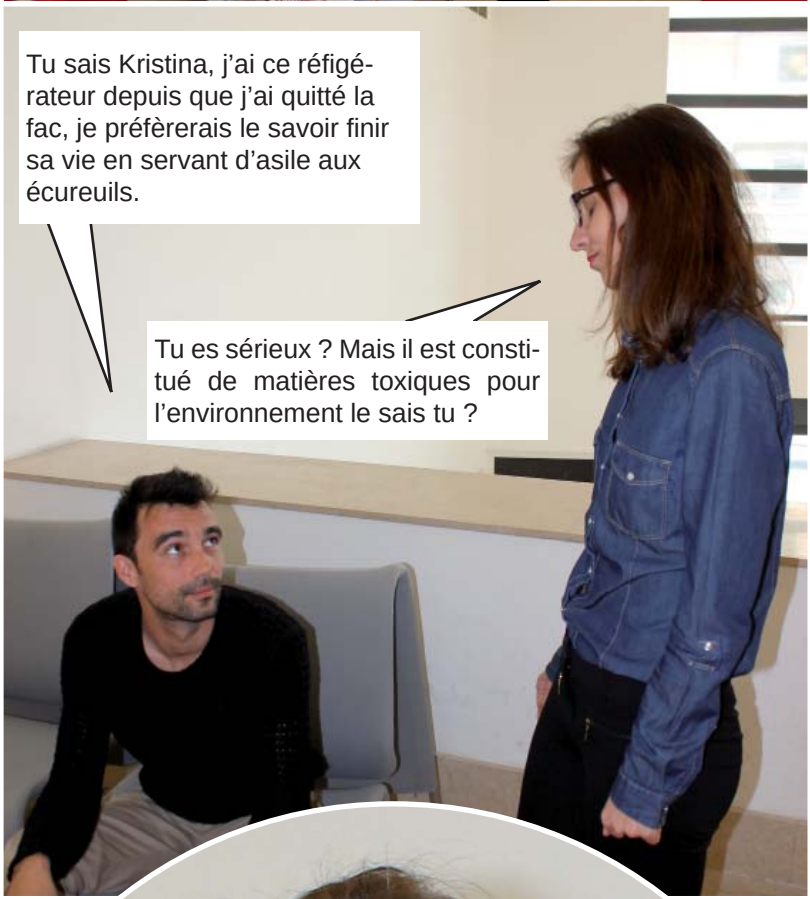 Tu sais Kristina, j’ai ce réfigé-
rateur depuis que j’ai quitté la
fac, je préfèrerais le savoir finir
sa vie en servant d’asile aux
écureuils.
Tu es sérieux ? Mais il est consti-
tué de matières toxiques pour
l’environnement le sais tu ?